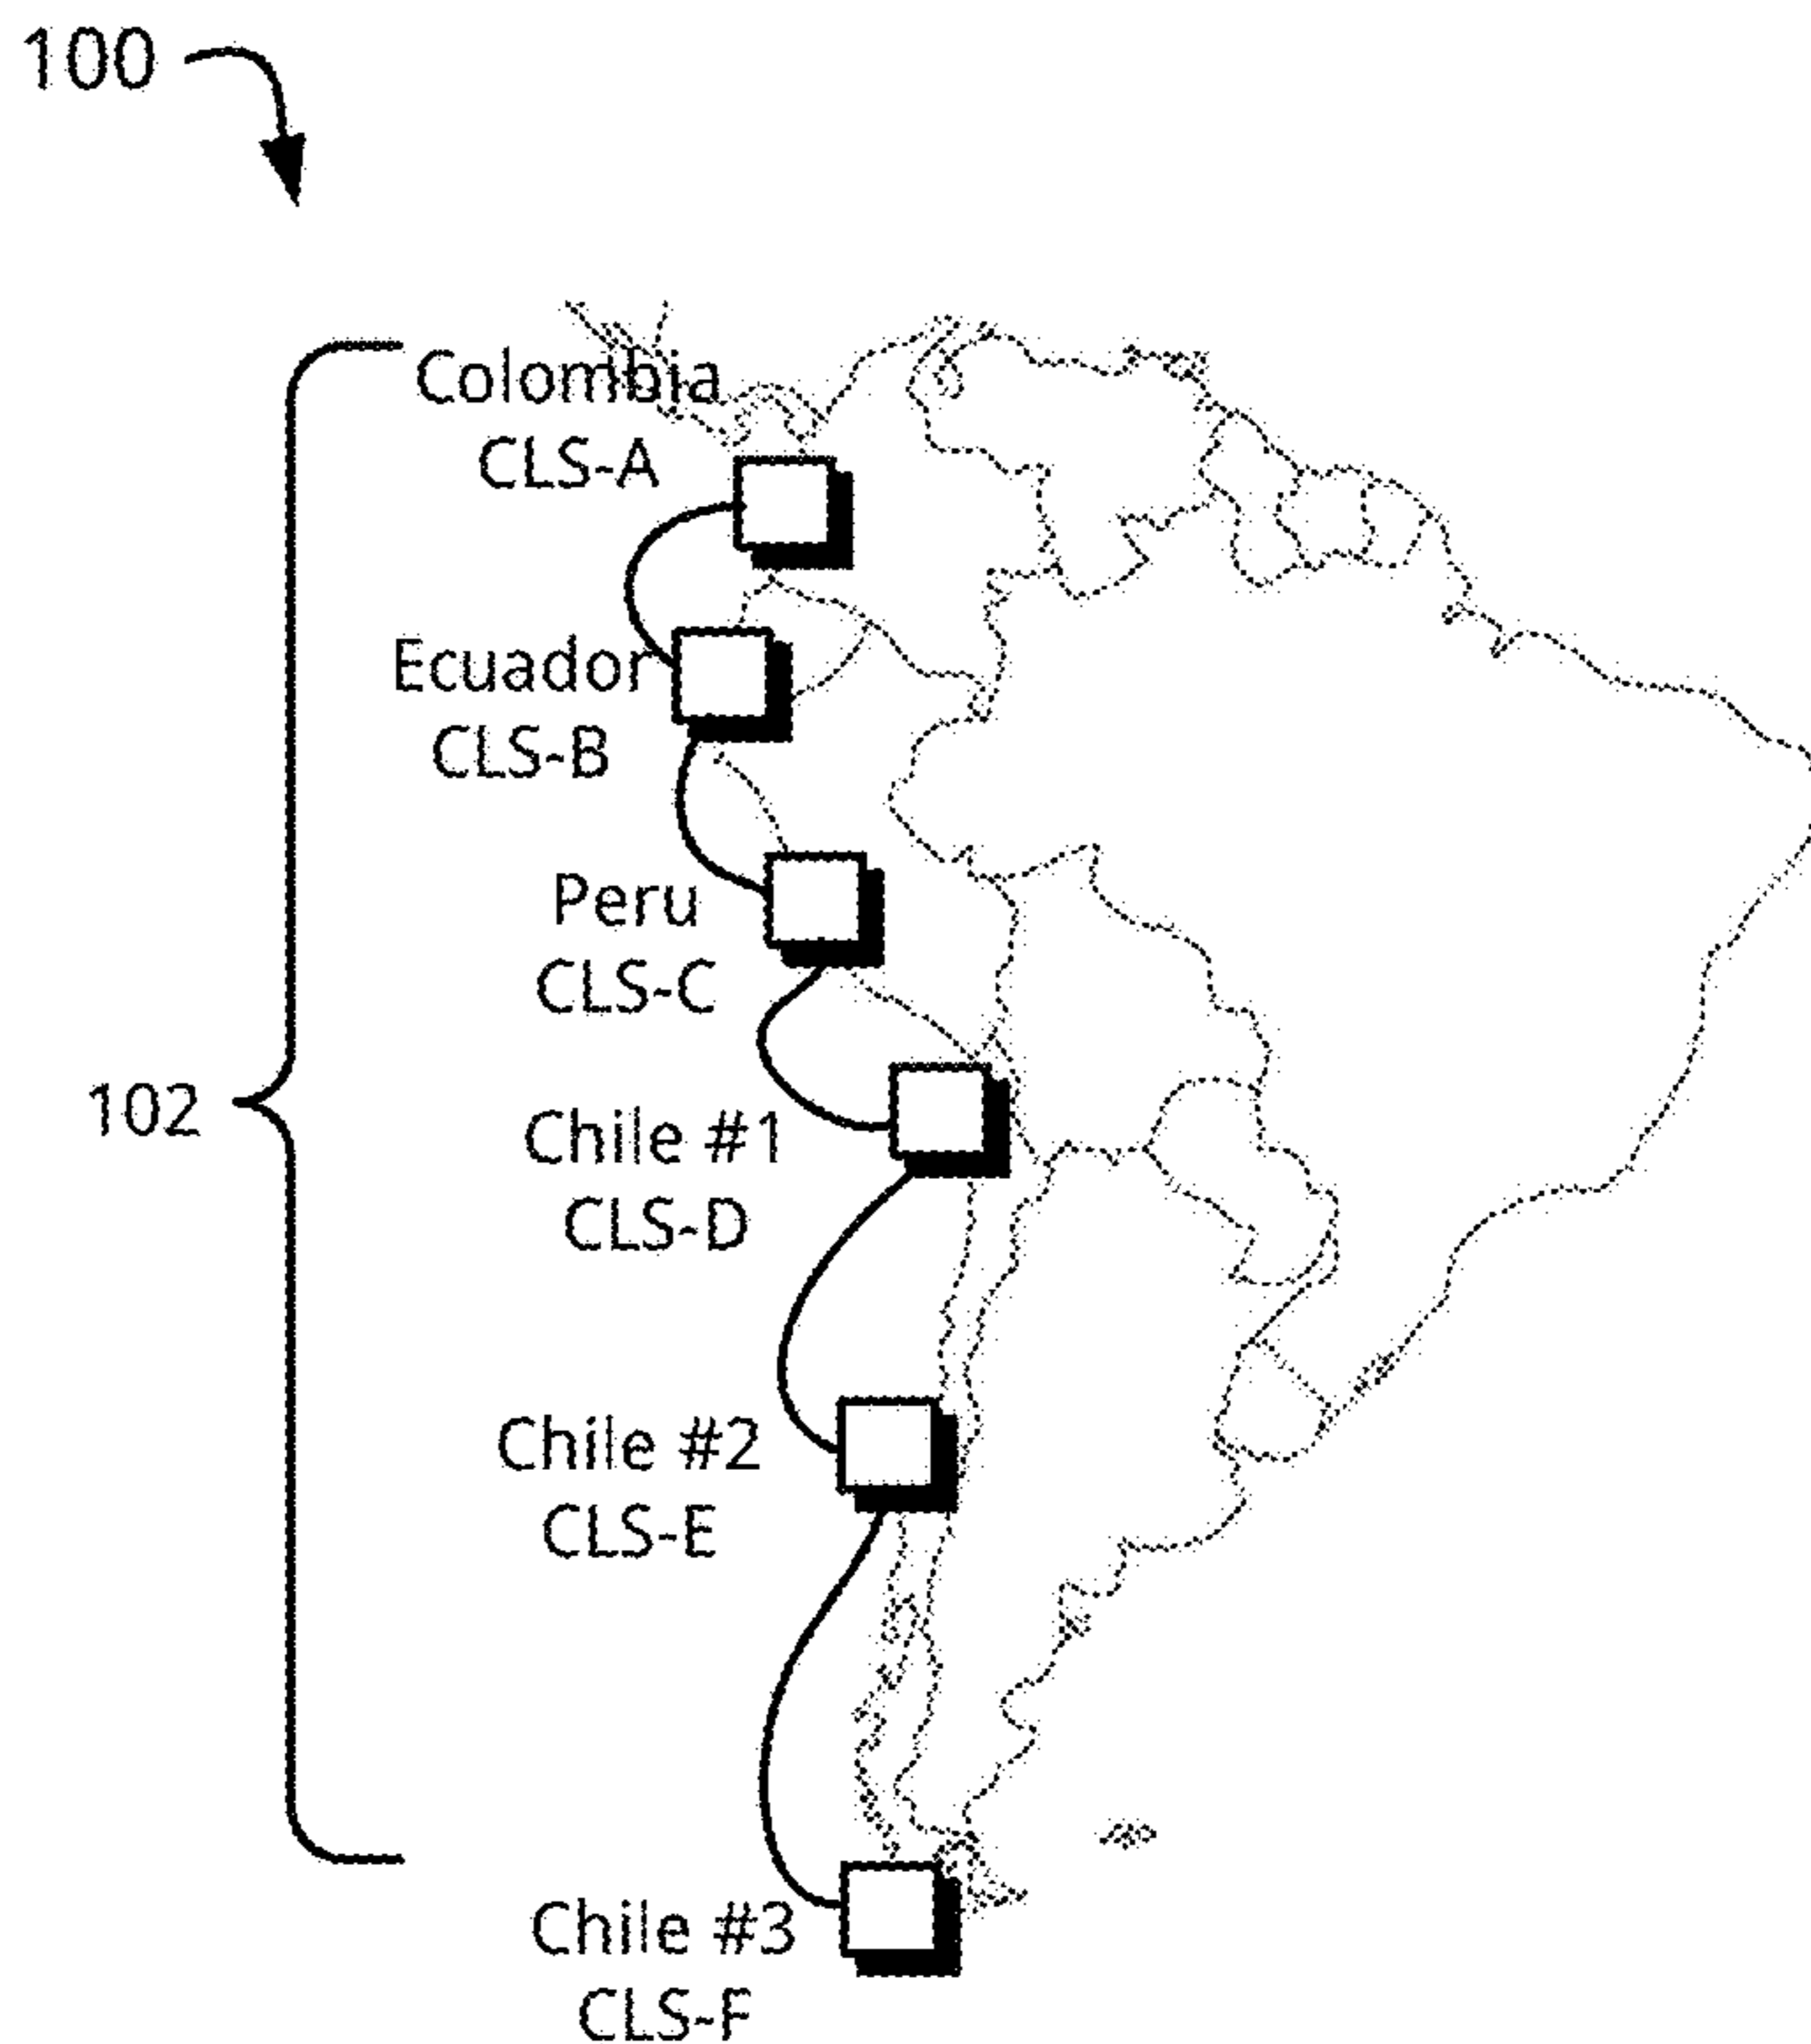 100
Colombia
CLS-A
Ecuador
CLS-B
Peru
CLS-C
102
Chile #1
CLS-D
Chile #2
CLS-E
Chile #3
CLS-F